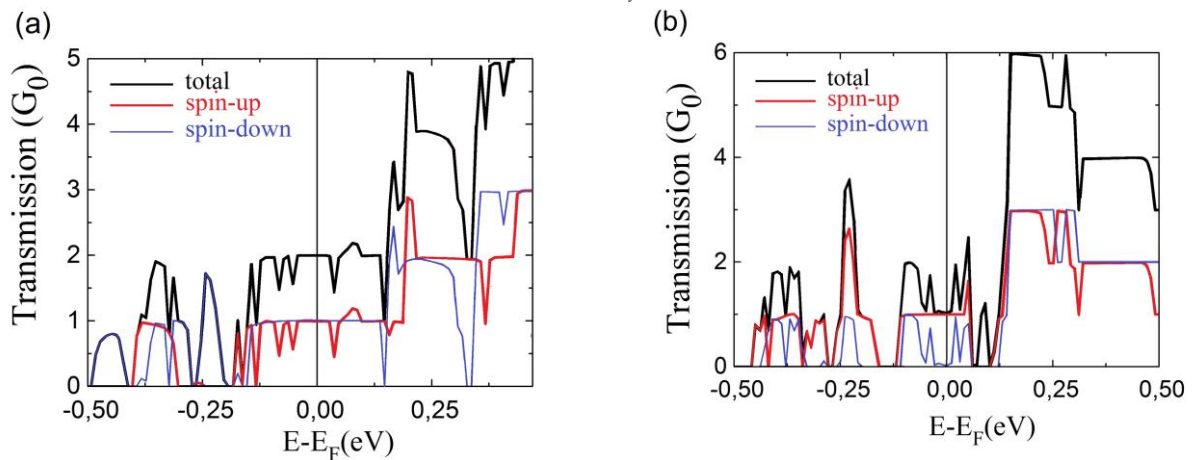 (a)
Transmission (G0)
5
4
3
2
1
0
total
spin-up
spin-down
-0,50
-0,25
0,00
0,25
E-EF(eV)
(b)
Transmission (G0)
6
4
2
0
total
spin-up
spin-down
-0,50
-0,25
0,00
0,25
0,50
E-EF(eV)